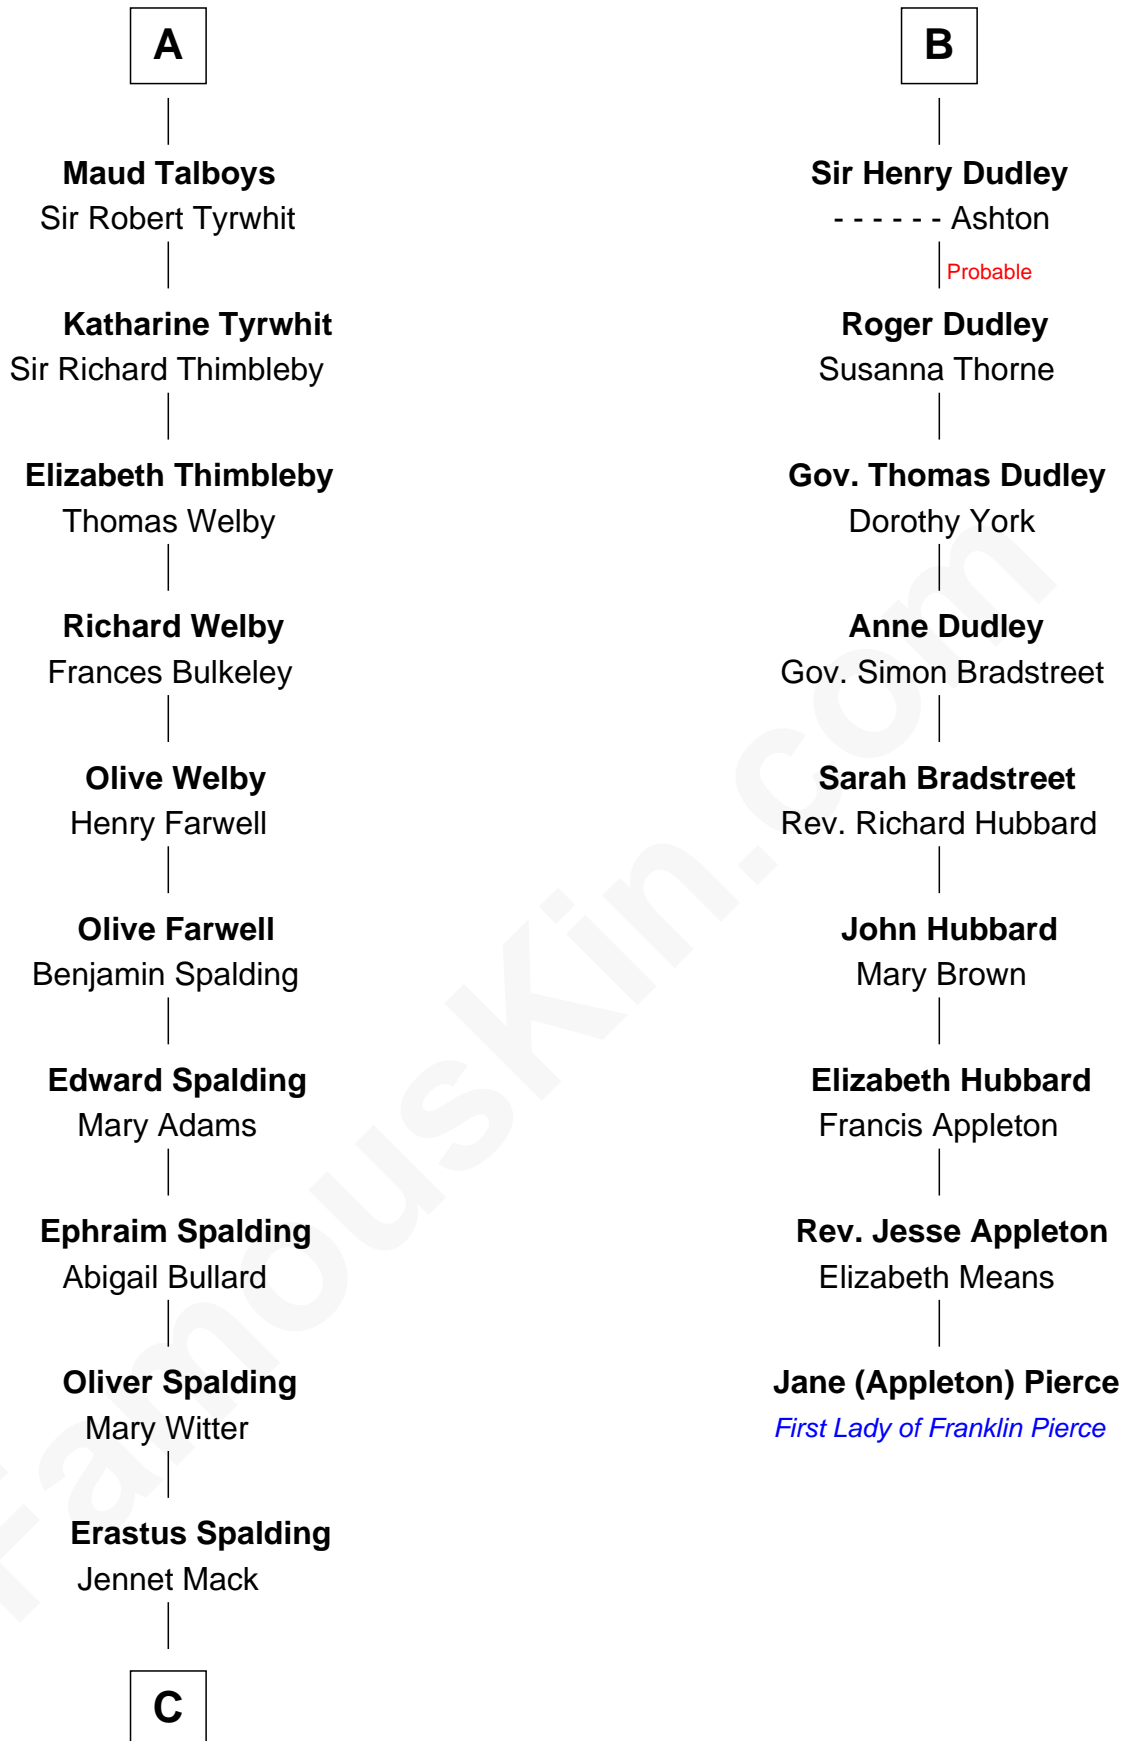 A
Maud Talboys
Sir Robert Tyrwhit
Katharine Tyrwhit
Sir Richard Thimbleby
Elizabeth Thimbleby
Thomas Welby
Richard Welby
Frances Bulkeley
Olive Welby
Henry Farwell
Olive Farwell
Benjamin Spalding
Edward Spalding
Mary Adams
Ephraim Spalding
Abigail Bullard
Oliver Spalding
Mary Witter
Erastus Spalding
Jennet Mack
C
B
Sir Henry Dudley
- - - - - - Ashton
Probable
Roger Dudley
Susanna Thorne
Gov. Thomas Dudley
Dorothy York
Anne Dudley
Gov. Simon Bradstreet
Sarah Bradstreet
Rev. Richard Hubbard
John Hubbard
Mary Brown
Elizabeth Hubbard
Francis Appleton
Rev. Jesse Appleton
Elizabeth Means
Jane (Appleton) Pierce
First Lady of Franklin Pierce
FamousKin.com